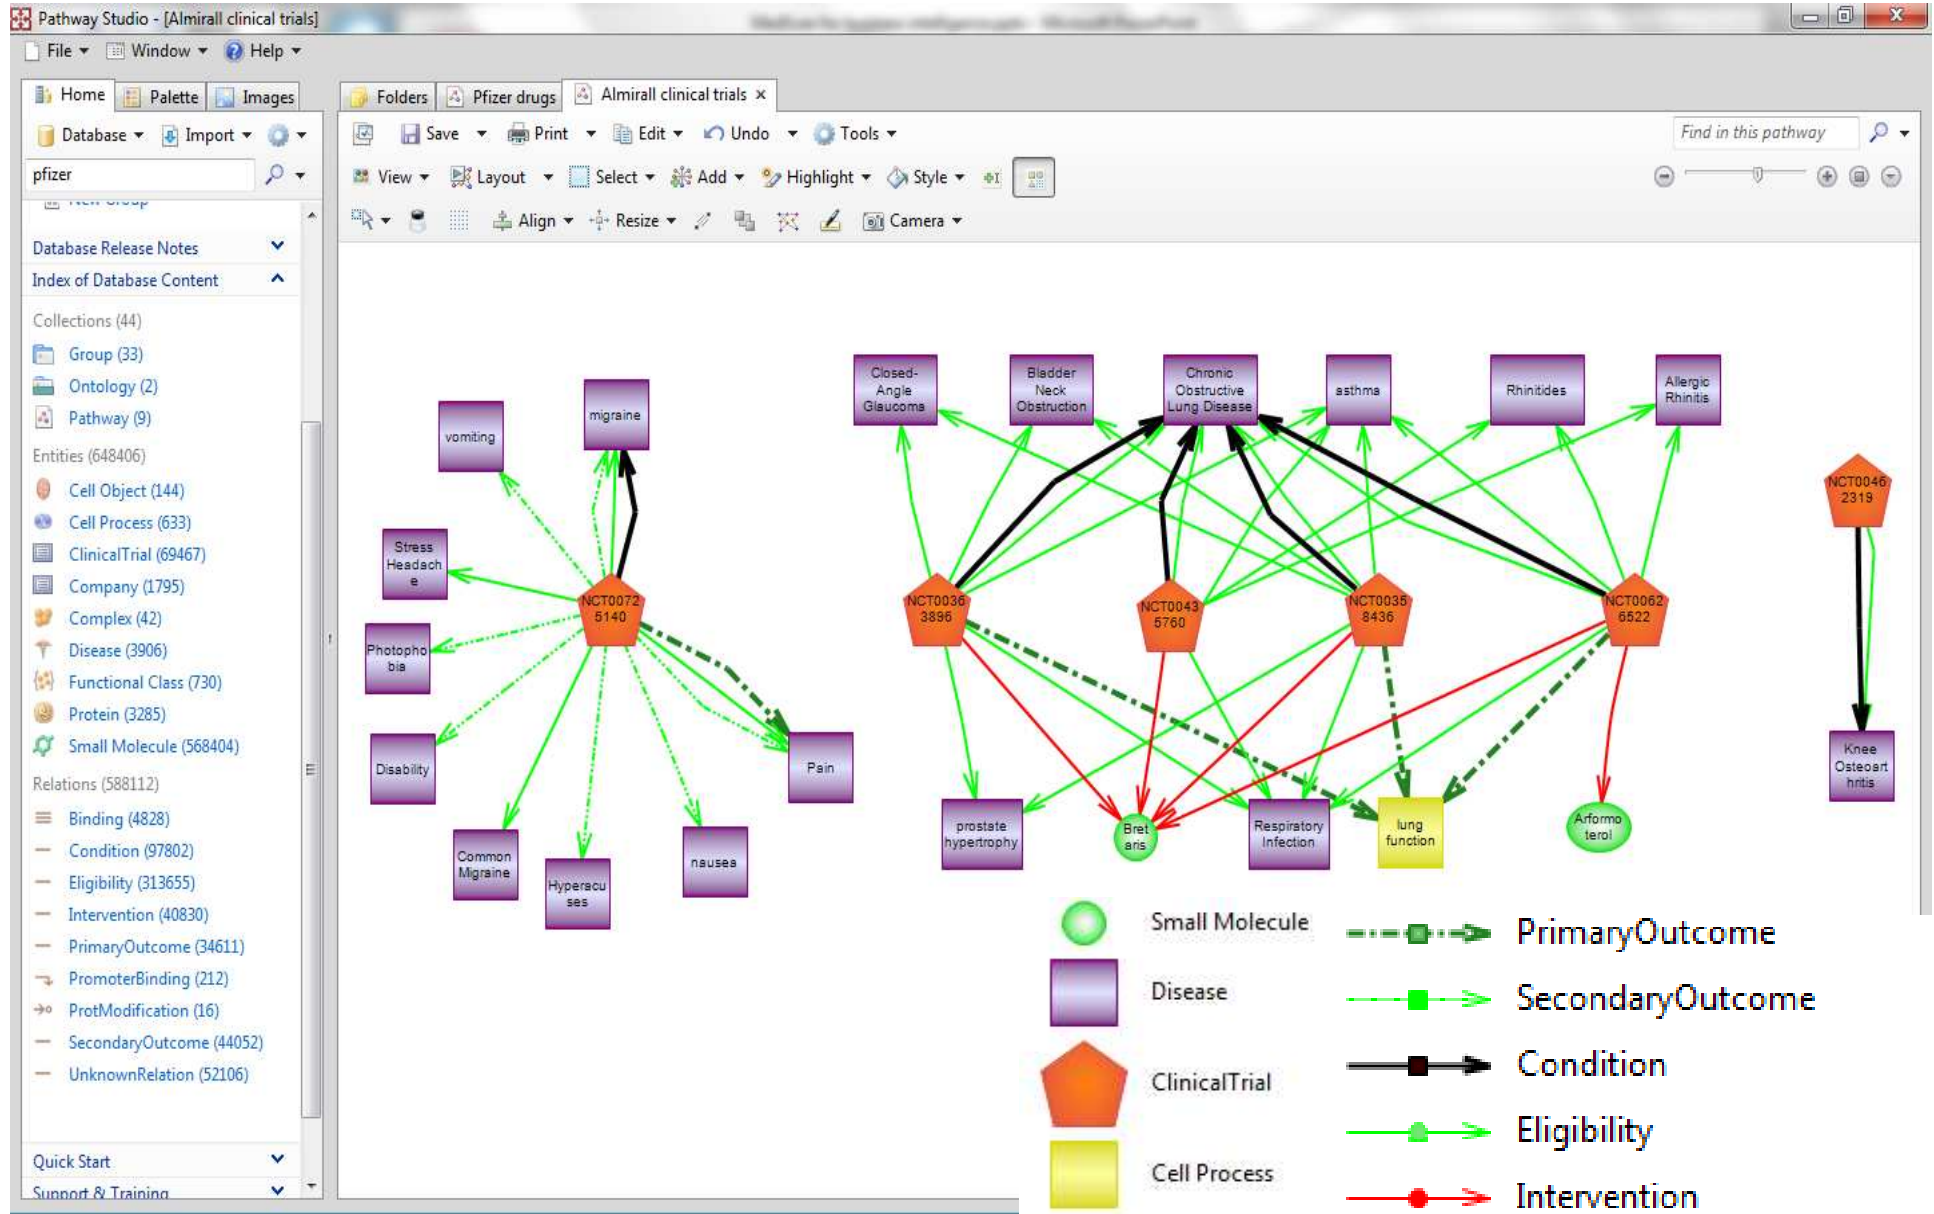 Pathway Studio - [Almirall clinical trials]
File Window Help
Home Palette Images
Folders Pfizer drugs Almirall clinical trials x
Database Import
Save Print Edit Undo Tools
Find in this pathway
pfizer
View Layout Select Add Highlight Style
Align Resize Camera
New Group
Database Release Notes
Index of Database Content
Collections (44)
Group (33)
Ontology (2)
Pathway (9)
Entities (648406)
Cell Object (144)
Cell Process (633)
ClinicalTrial (69467)
Company (1795)
Complex (42)
Disease (3906)
Functional Class (730)
Protein (3285)
Small Molecule (568404)
Relations (588112)
Binding (4828)
Condition (97802)
Eligibility (313655)
Intervention (40830)
PrimaryOutcome (34611)
PromoterBinding (212)
ProtModification (16)
SecondaryOutcome (44052)
UnknownRelation (52106)
Quick Start
Support & Training
vomiting
migraine
Stress
Headach
e
NCT0072
5140
Photopho
bia
Disability
Pain
Common
Migraine
Hyperacu
ses
nausea
Closed-
Angle
Glaucoma
Bladder
Neck
Obstruction
Chronic
Obstructive
Lung Disease
asthma
Rhinitides
Allergic
Rhinitis
NCT0046
2319
NCT0036
3896
NCT0043
5760
NCT0035
8436
NCT0062
6522
prostate
hypertrophy
Bret
aris
Respiratory
Infection
lung
function
Arformo
terol
Knee
Osteoart
hritis
Small Molecule
Disease
ClinicalTrial
Cell Process
PrimaryOutcome
SecondaryOutcome
Condition
Eligibility
Intervention